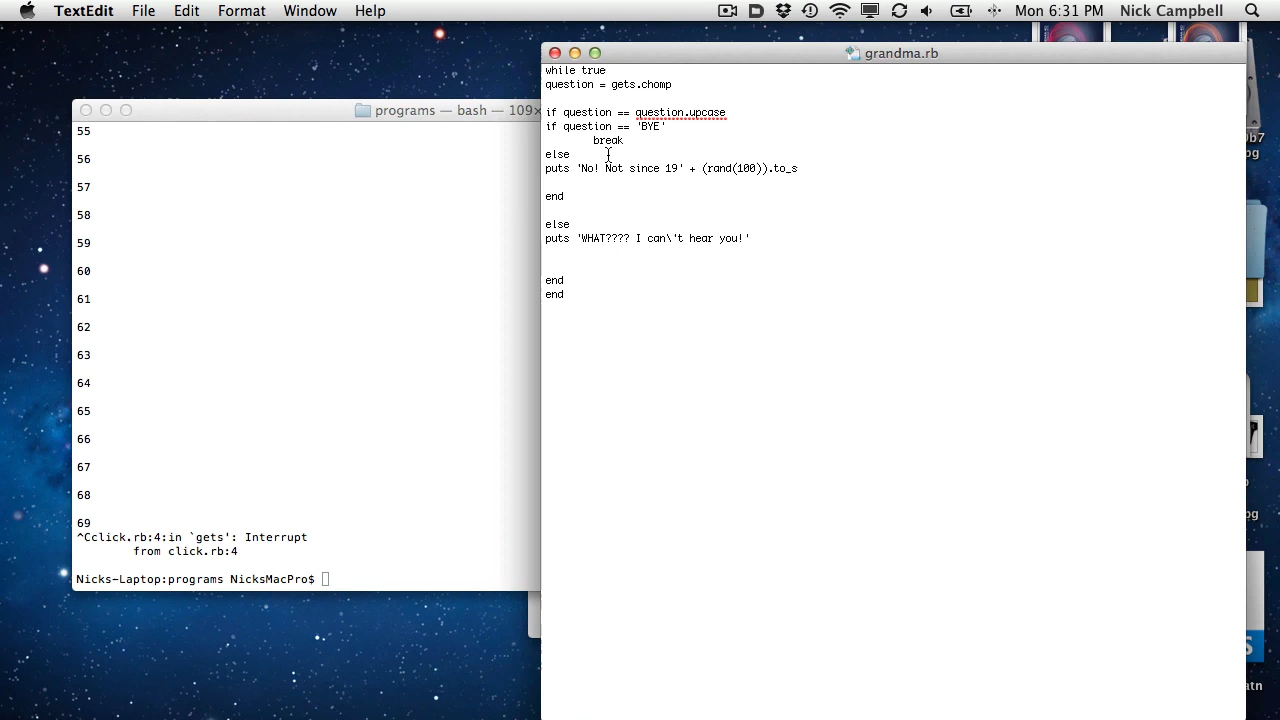 TextEdit File Edit Format Window Help Mon 6:31 PM Nick Campbell
programs — bash — 109×
55
56
57
58
59
60
61
62
63
64
65
66
67
68
69
^Cclick.rb:4:in `gets': Interrupt
from click.rb:4
Nicks-Laptop:programs NicksMacPro$
grandma.rb
while true
question = gets.chomp
if question == question.upcase
if question == 'BYE'
break
else
puts 'No! Not since 19' + (rand(100)).to_s
end
else
puts 'WHAT???? I can\'t hear you!'
end
end
0b7
pg
pg
atn